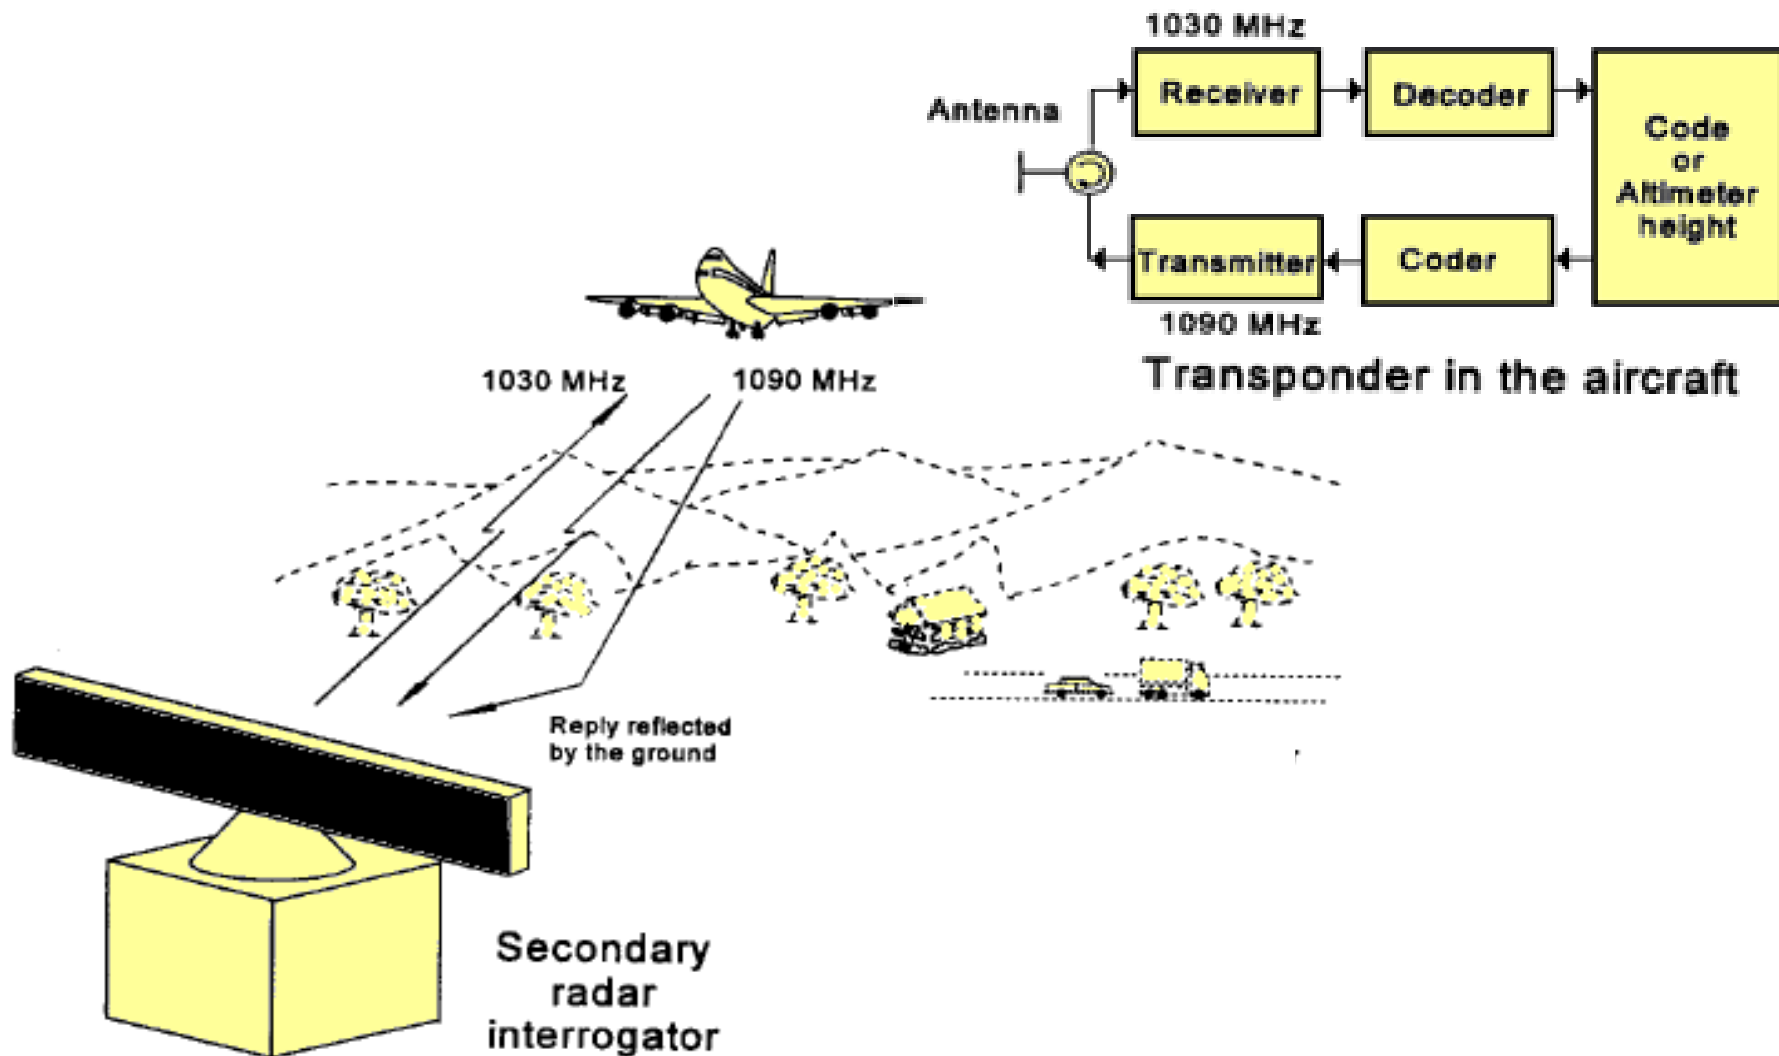 1030 MHz
Antenna
Receiver
Decoder
Code
or
Altimeter
height
Transmitter
Coder
1090 MHz
Transponder in the aircraft
1030 MHz
1090 MHz
Reply reflected
by the ground
Secondary
radar
interrogator